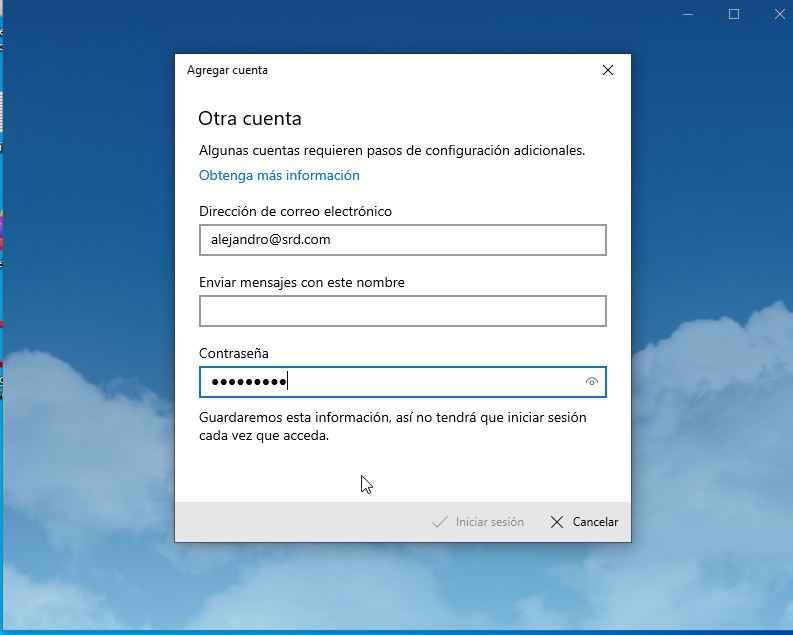 Agregar cuenta
Otra cuenta
Algunas cuentas requieren pasos de configuración adicionales.
Obtenga más información
Dirección de correo electrónico
alejandro@srd.com
Enviar mensajes con este nombre
Contraseña
●●●●●●●●●
Guardaremos esta información, así no tendrá que iniciar sesión
cada vez que acceda.
Iniciar sesión
Cancelar